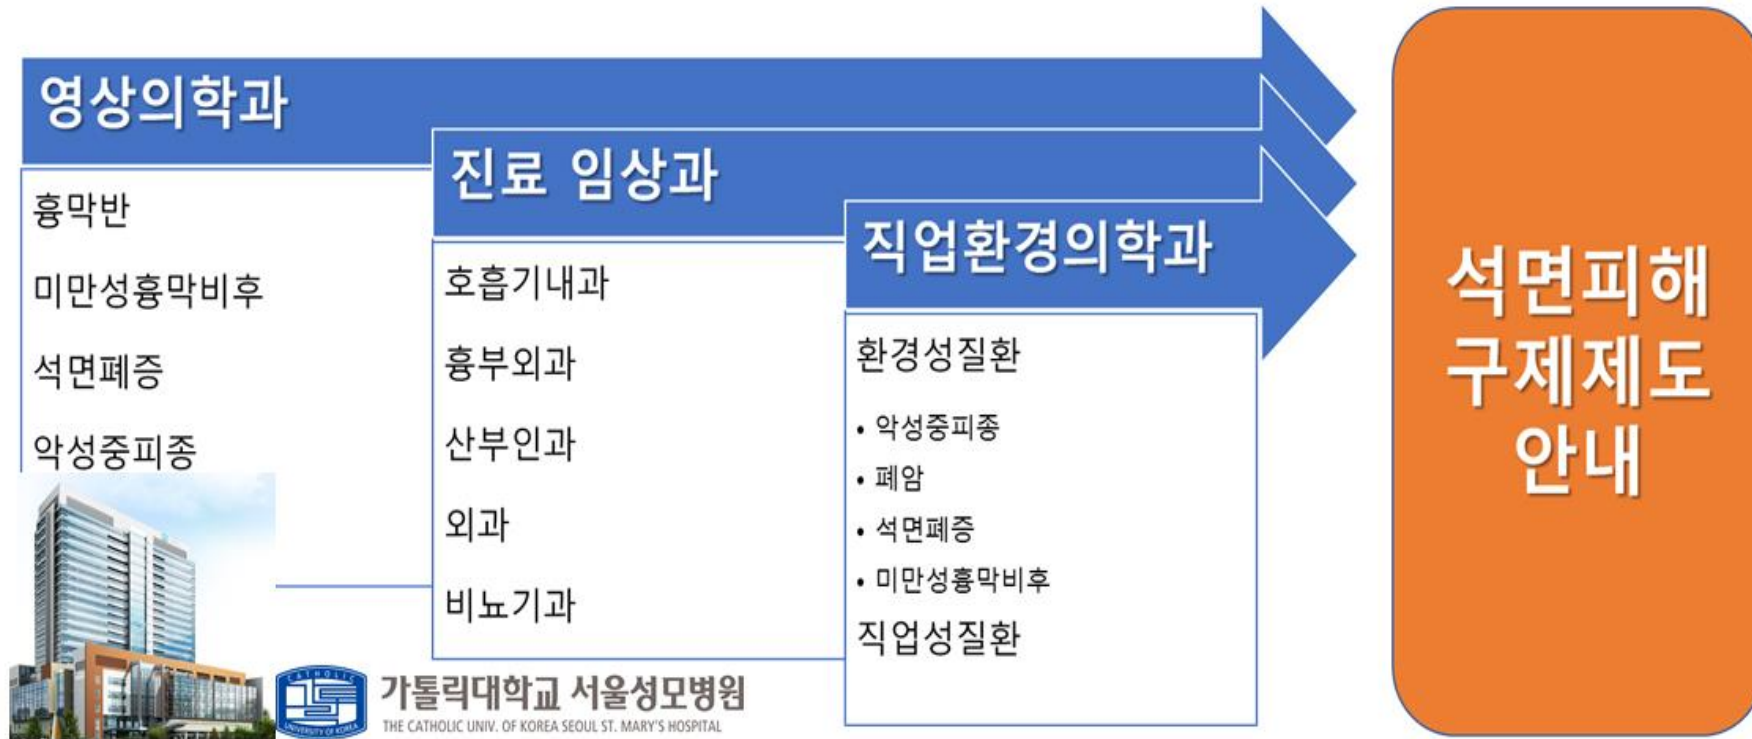 영상의학과
흉막반
미만성흉막비후
석면폐증
악성중피종
진료 임상과
호흡기내과
흉부외과
산부인과
외과
비뇨기과
직업환경의학과
환경성질환
• 악성중피종
• 폐암
• 석면폐증
• 미만성흉막비후
직업성질환
석면피해
구제제도
안내
CATHOLIC
UNIVERSITY OF KOREA
가톨릭대학교 서울성모병원
THE CATHOLIC UNIV. OF KOREA SEOUL ST. MARY'S HOSPITAL